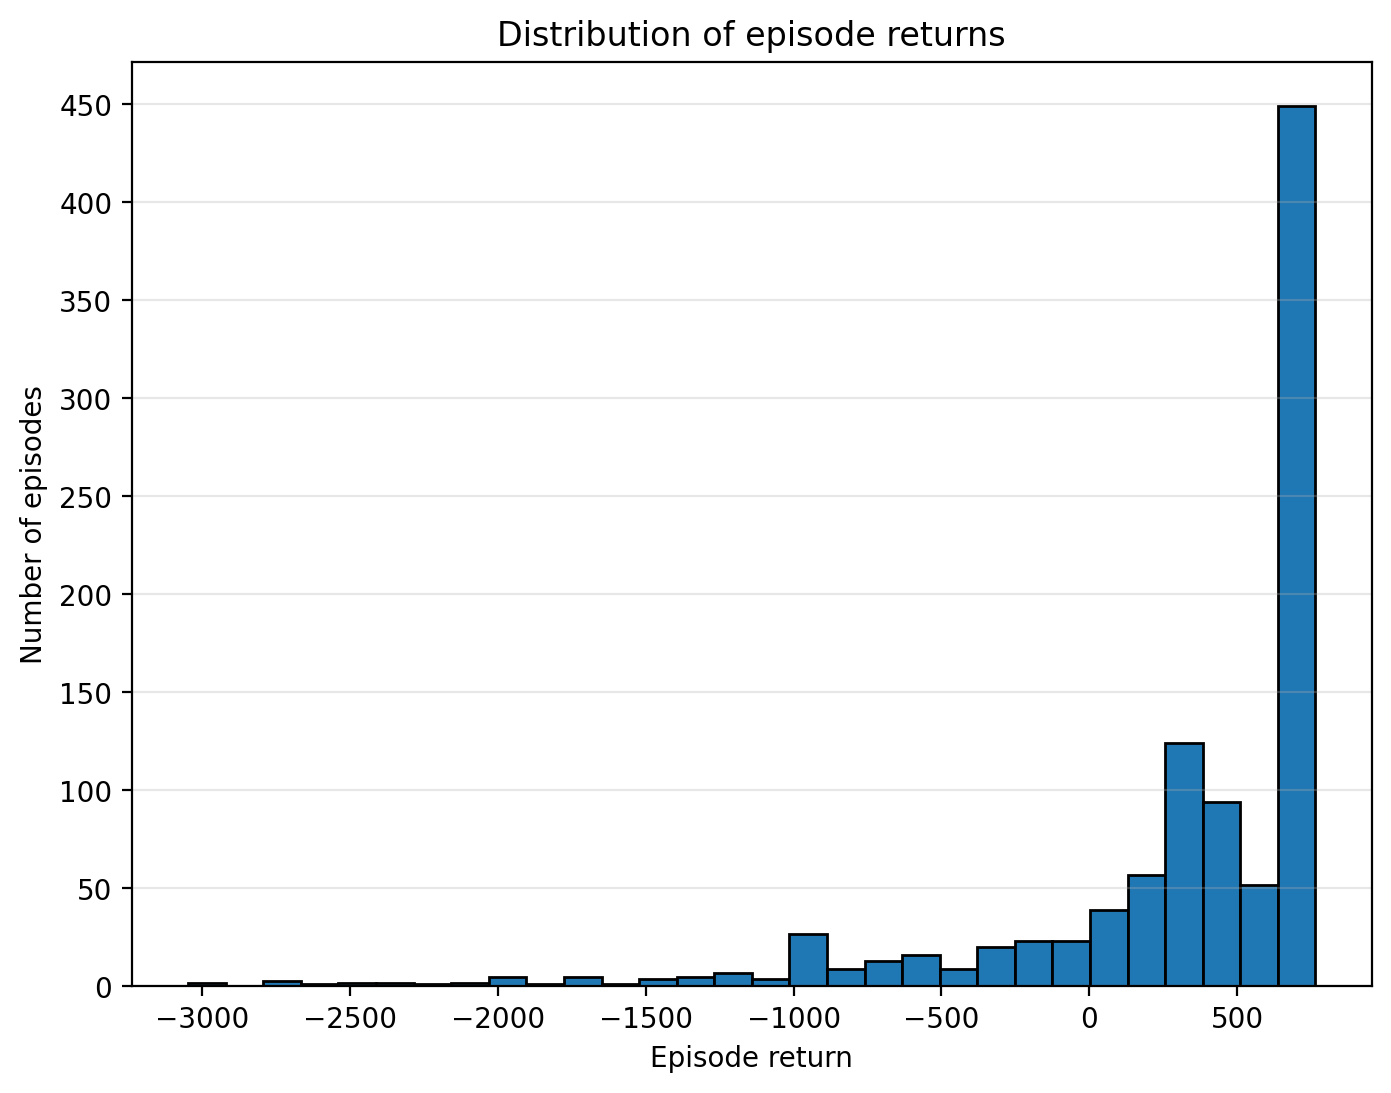 Distribution of episode returns
450
400
350
300
250
200
150
100
50
0
Number of episodes
−3000 −2500 −2000 −1500 −1000 −500 0 500
Episode return